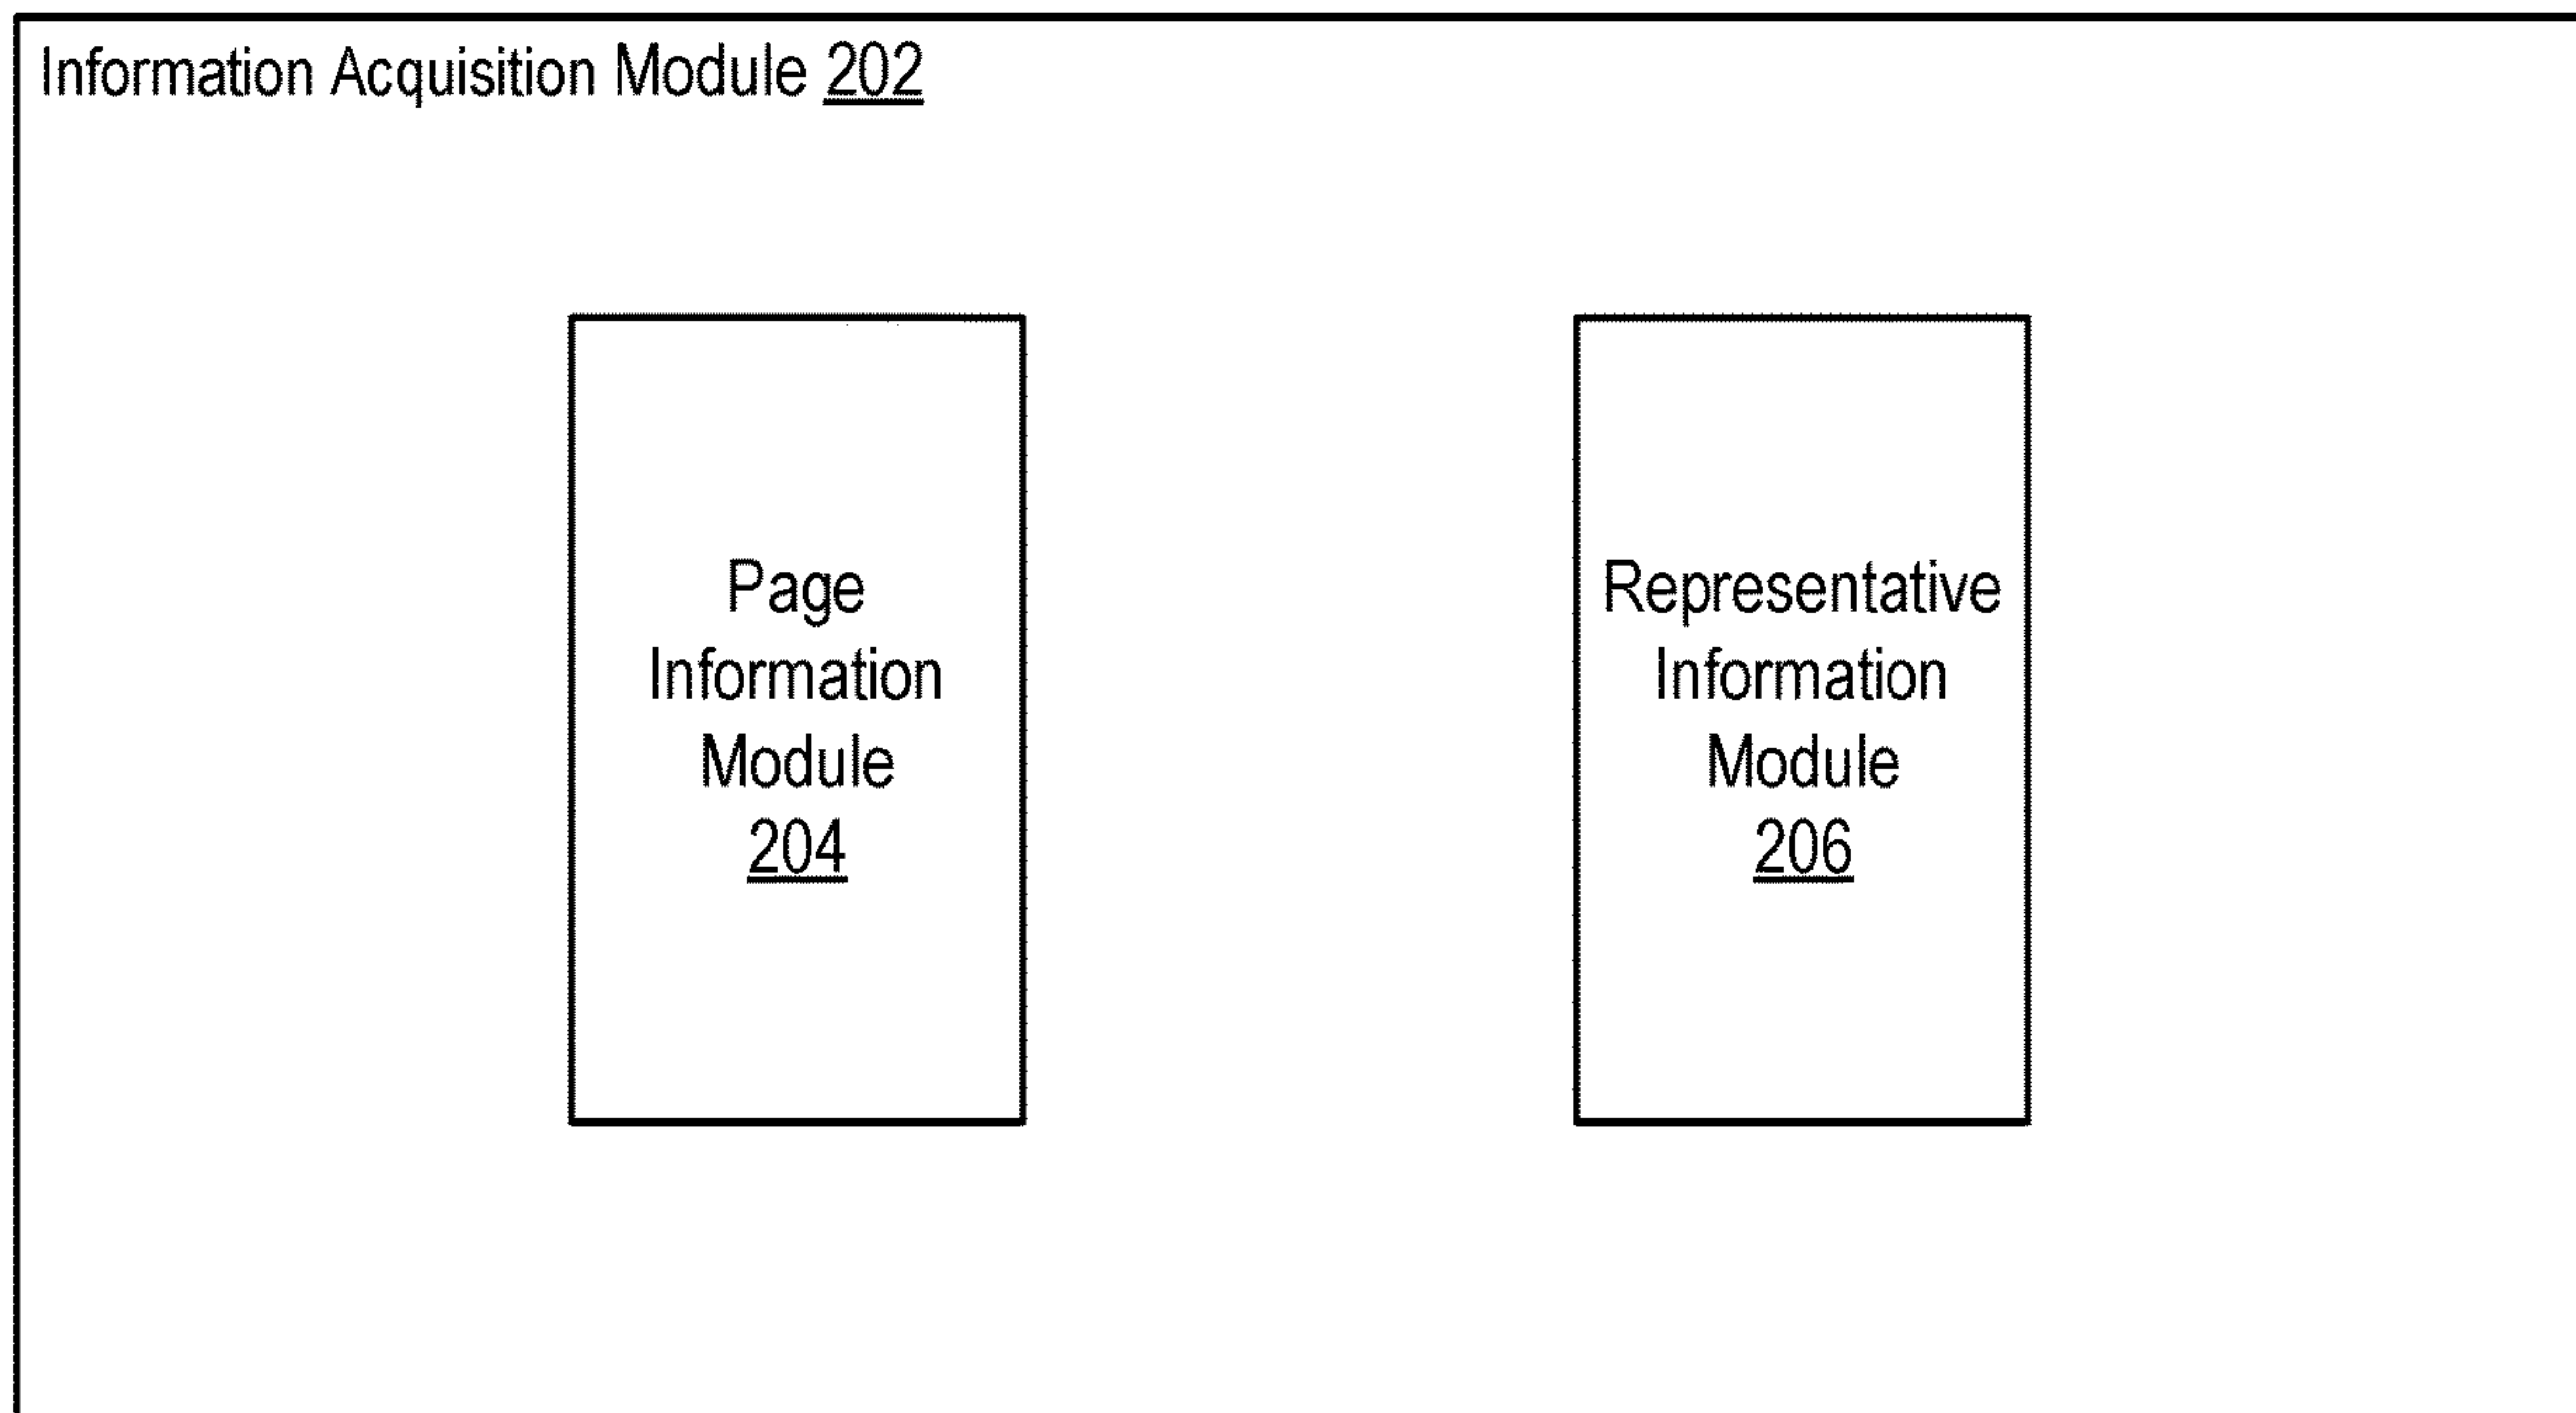 Information Acquisition Module 202
Page
Information
Module
204
Representative
Information
Module
206